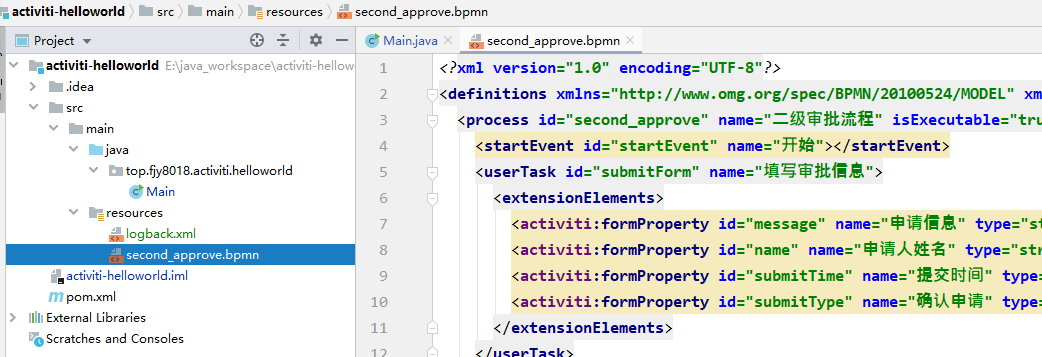 activiti-helloworld src main resources second_approve.bpmn
Project
Main.java second_approve.bpmn
activiti-helloworld E:\java_workspace\activiti-hellow
.idea
src
main
java
top.fjy8018.activiti.helloworld
Main
resources
logback.xml
second_approve.bpmn
activiti-helloworld.iml
pom.xml
External Libraries
Scratches and Consoles
1 <?xml version="1.0" encoding="UTF-8"?>
2 <definitions xmlns="http://www.omg.org/spec/BPMN/20100524/MODEL" xm
3 <process id="second_approve" name="二级审批流程" isExecutable="tru
4 <startEvent id="startEvent" name="开始"></startEvent>
5 <userTask id="submitForm" name="填写审批信息">
6 <extensionElements>
7 <activiti:formProperty id="message" name="申请信息" type="st
8 <activiti:formProperty id="name" name="申请人姓名" type="str
9 <activiti:formProperty id="submitTime" name="提交时间" type=
10 <activiti:formProperty id="submitType" name="确认申请" type=
11 </extensionElements>
12 </userTask>